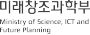 미래창조과학부
Ministry of Science, ICT and
Future Planning